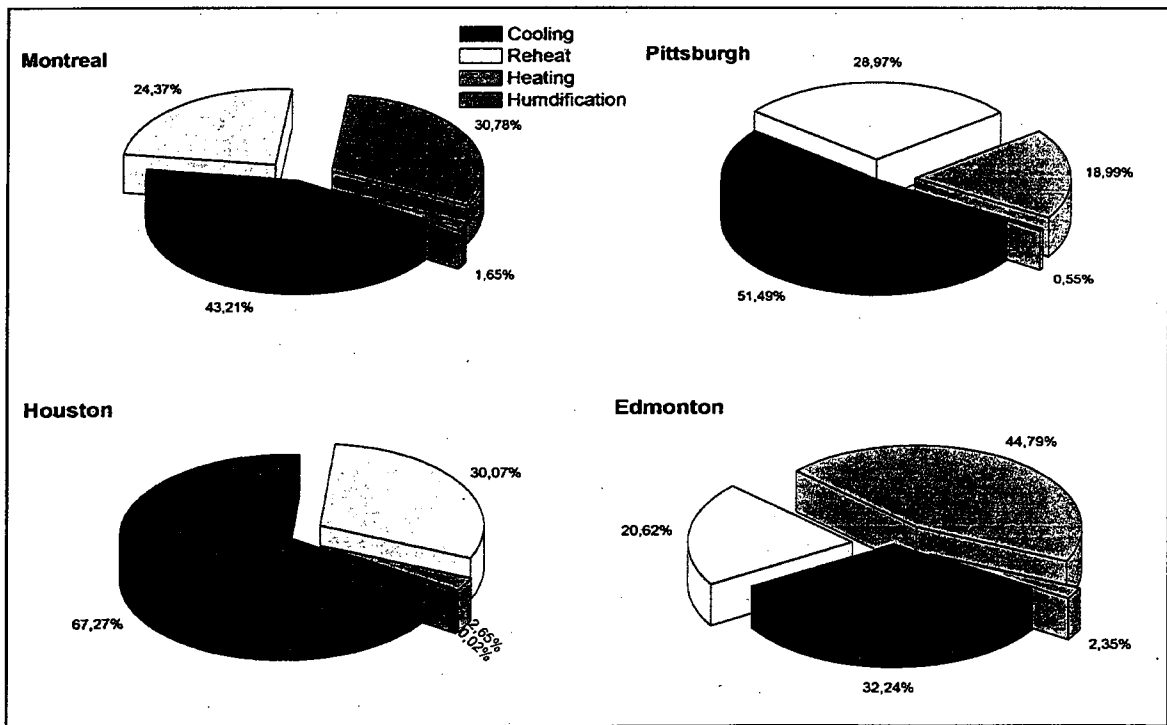 Montreal
Cooling
Reheat
Heating
Humdification
24,37%
30,78%
1,65%
43,21%
Pittsburgh
28,97%
18,99%
0,55%
51,49%
Houston
30,07%
2,65%
0,02%
67,27%
Edmonton
44,79%
20,62%
2,35%
32,24%